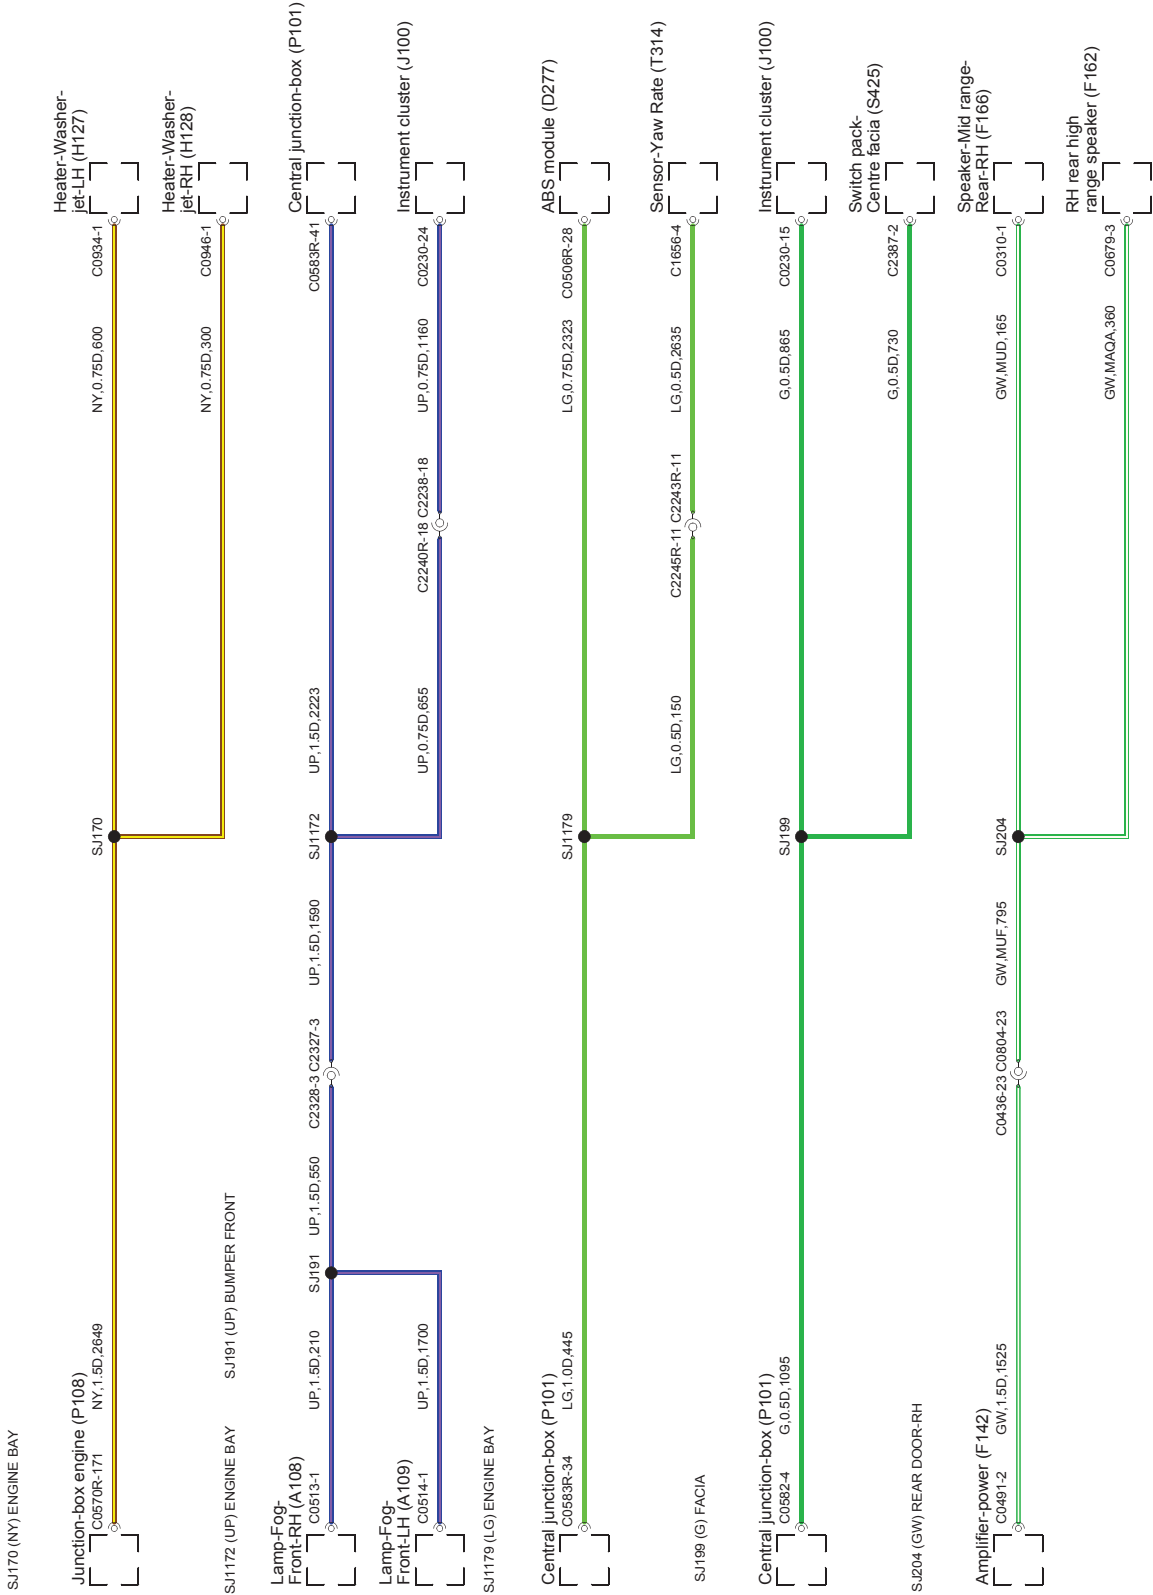 SJ170 (NY) ENGINE BAY
Junction-box engine (P108)
C0570R-171
NY,1.5D,2649
SJ170
NY,0.75D,600
C0934-1
Heater-Washer-
jet-LH (H127)
NY,0.75D,300
C0946-1
Heater-Washer-
jet-RH (H128)
SJ1172 (UP) ENGINE BAY
SJ191 (UP) BUMPER FRONT
Lamp-Fog-
Front-RH (A108)
C0513-1
UP,1.5D,210
SJ191
UP,1.5D,550
C2328-3
C2327-3
UP,1.5D,1590
SJ1172
UP,1.5D,2223
C0583R-41
Central junction-box (P101)
Lamp-Fog-
Front-LH (A109)
C0514-1
UP,1.5D,1700
UP,0.75D,655
C2240R-18
C2238-18
UP,0.75D,1160
C0230-24
Instrument cluster (J100)
SJ1179 (LG) ENGINE BAY
Central junction-box (P101)
C0583R-34
LG,1.0D,445
SJ1179
LG,0.75D,2323
C0506R-28
ABS module (D277)
LG,0.5D,150
C2245R-11
C2243R-11
LG,0.5D,2635
C1656-4
Sensor-Yaw Rate (T314)
SJ199 (G) FACIA
Central junction-box (P101)
C0582-4
G,0.5D,1095
SJ199
G,0.5D,865
C0230-15
Instrument cluster (J100)
G,0.5D,730
C2387-2
Switch pack-
Centre facia (S425)
SJ204 (GW) REAR DOOR-RH
Amplifier-power (F142)
C0491-2
GW,1.5D,1525
C0436-23
C0804-23
GW,MUF,795
SJ204
GW,MUD,165
C0310-1
Speaker-Mid range-
Rear-RH (F166)
GW,MAQA,360
C0679-3
RH rear high
range speaker (F162)